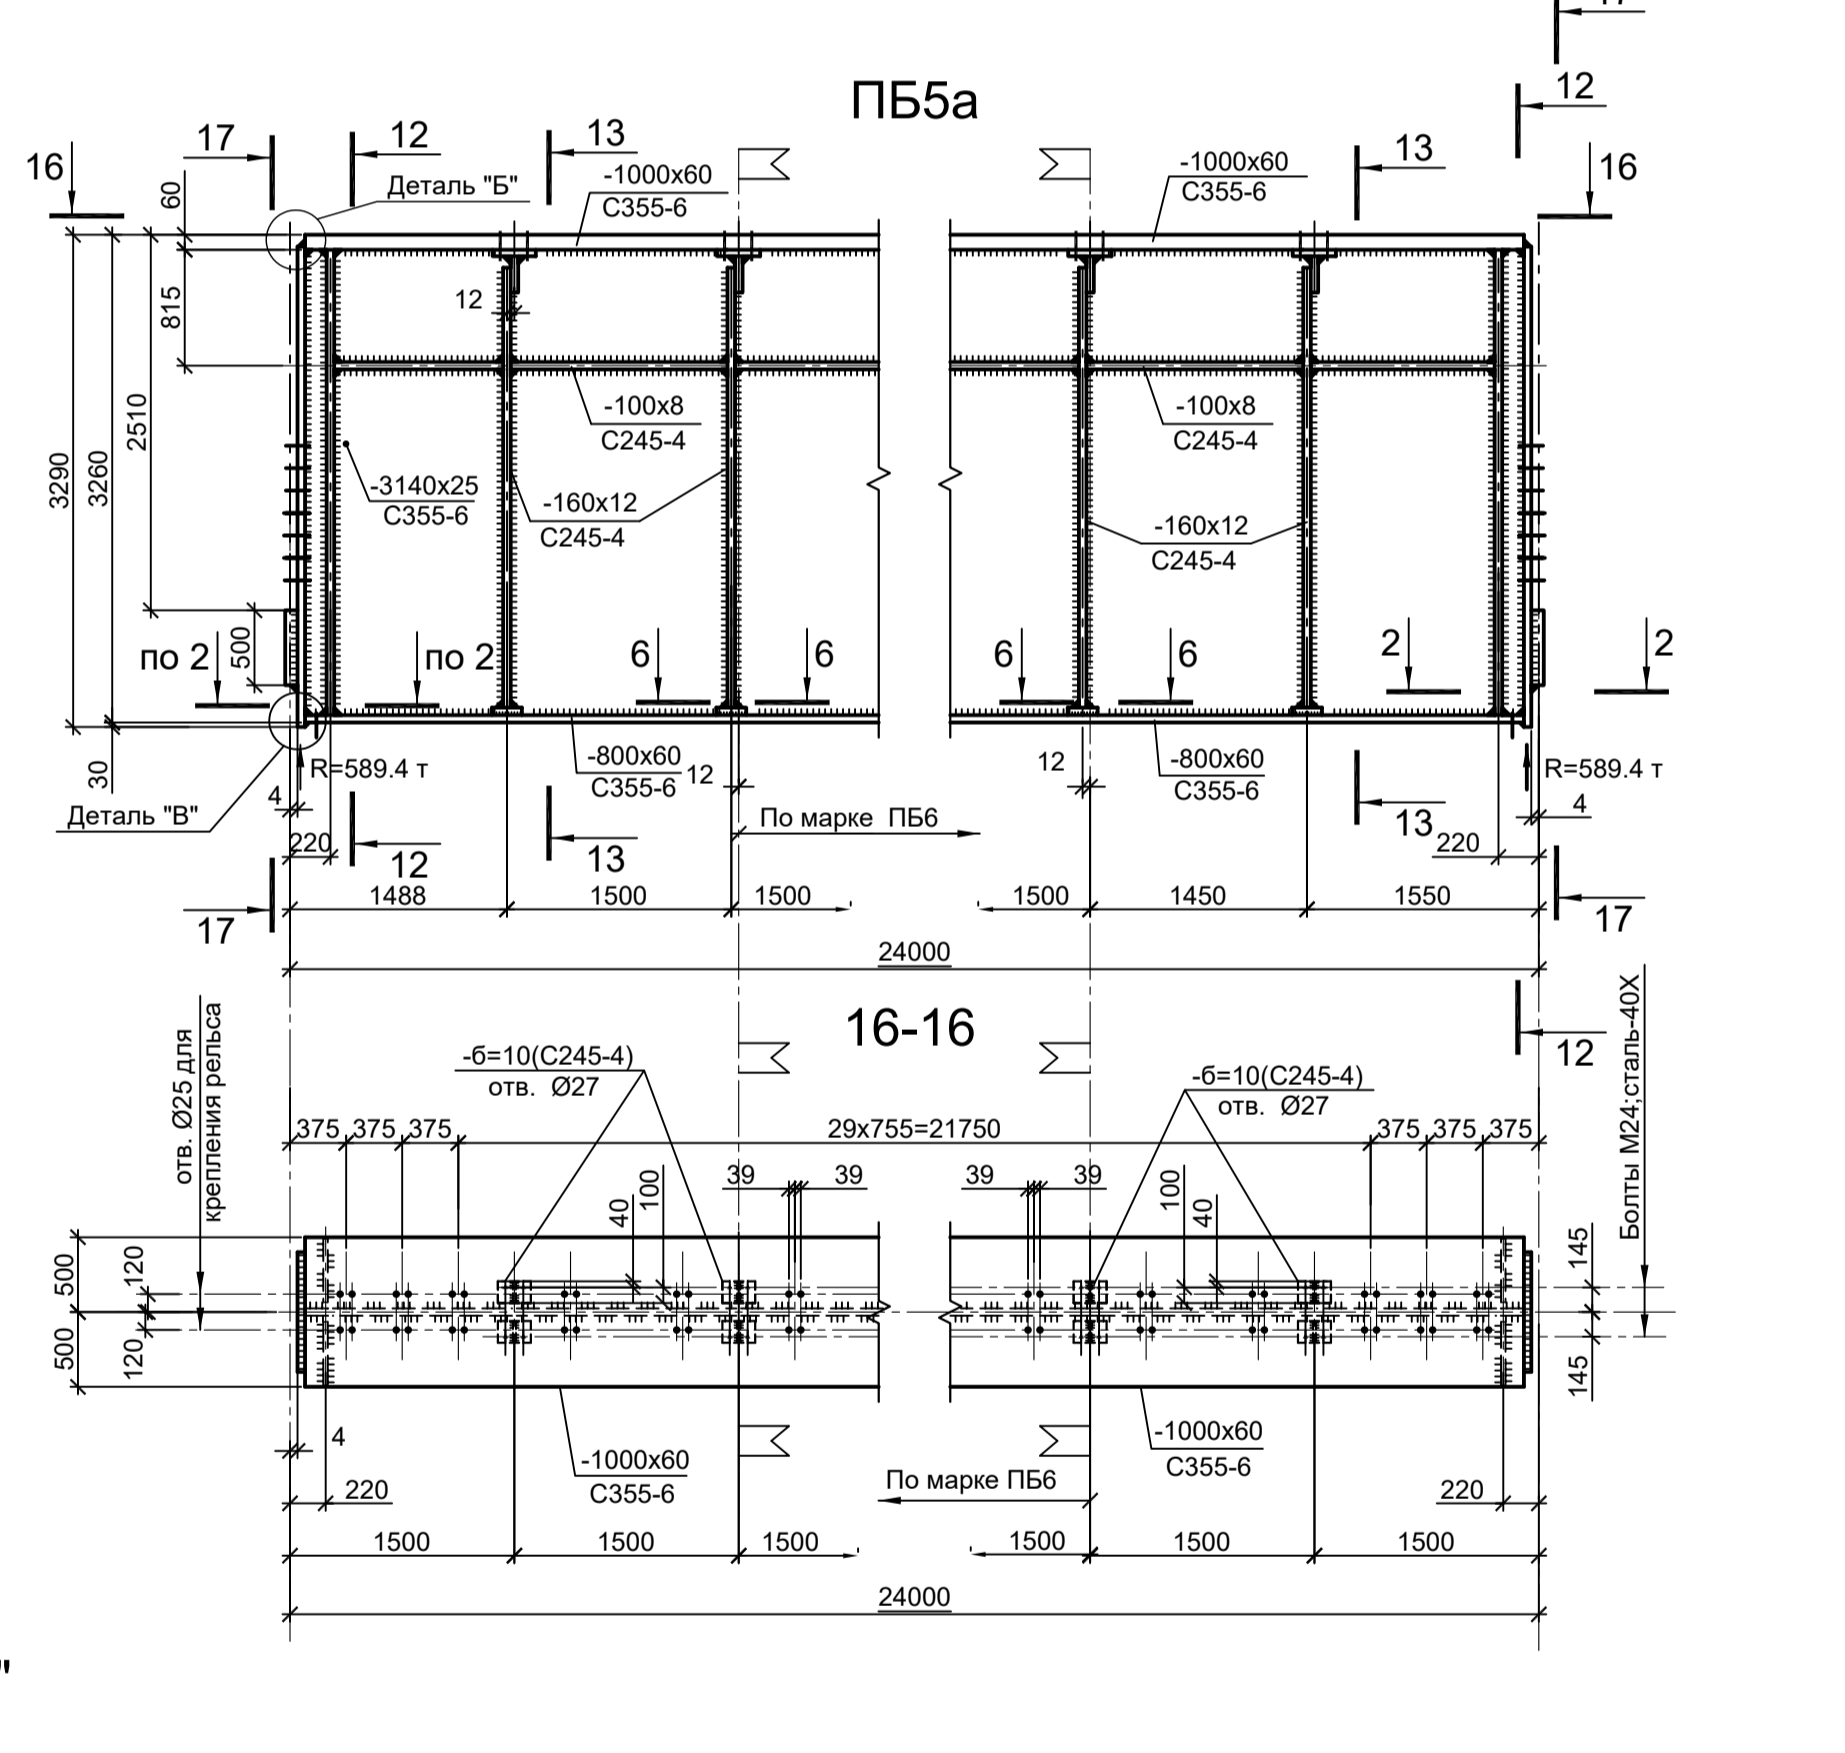 17
12
ПБ5а
17
12
13
13
16
16
Деталь "Б"
-1000х60
С355-6
-1000х60
С355-6
60
815
2510
3260
3290
12
-100х8
С245-4
-100х8
С245-4
-3140х25
С355-6
-160х12
С245-4
-160х12
С245-4
500
по 2
по 2
6
6
6
6
2
2
30
R=589.4 т
-800х60
С355-6
12
12
-800х60
С355-6
R=589.4 т
4
4
Деталь "В"
По марке ПБ6
220
12
13
13
220
1488
1500
1500
1500
1450
1550
17
17
24000
16-16
12
отв. Ø25 для
крепления рельса
-б=10(С245-4)
отв. Ø27
-б=10(С245-4)
отв. Ø27
Болты М24;сталь-40Х
375
375
375
29х755=21750
375
375
375
39
39
39
39
40
100
100
40
500
500
120
120
145
145
4
-1000х60
С355-6
-1000х60
С355-6
220
По марке ПБ6
220
1500
1500
1500
1500
1500
1500
24000
"